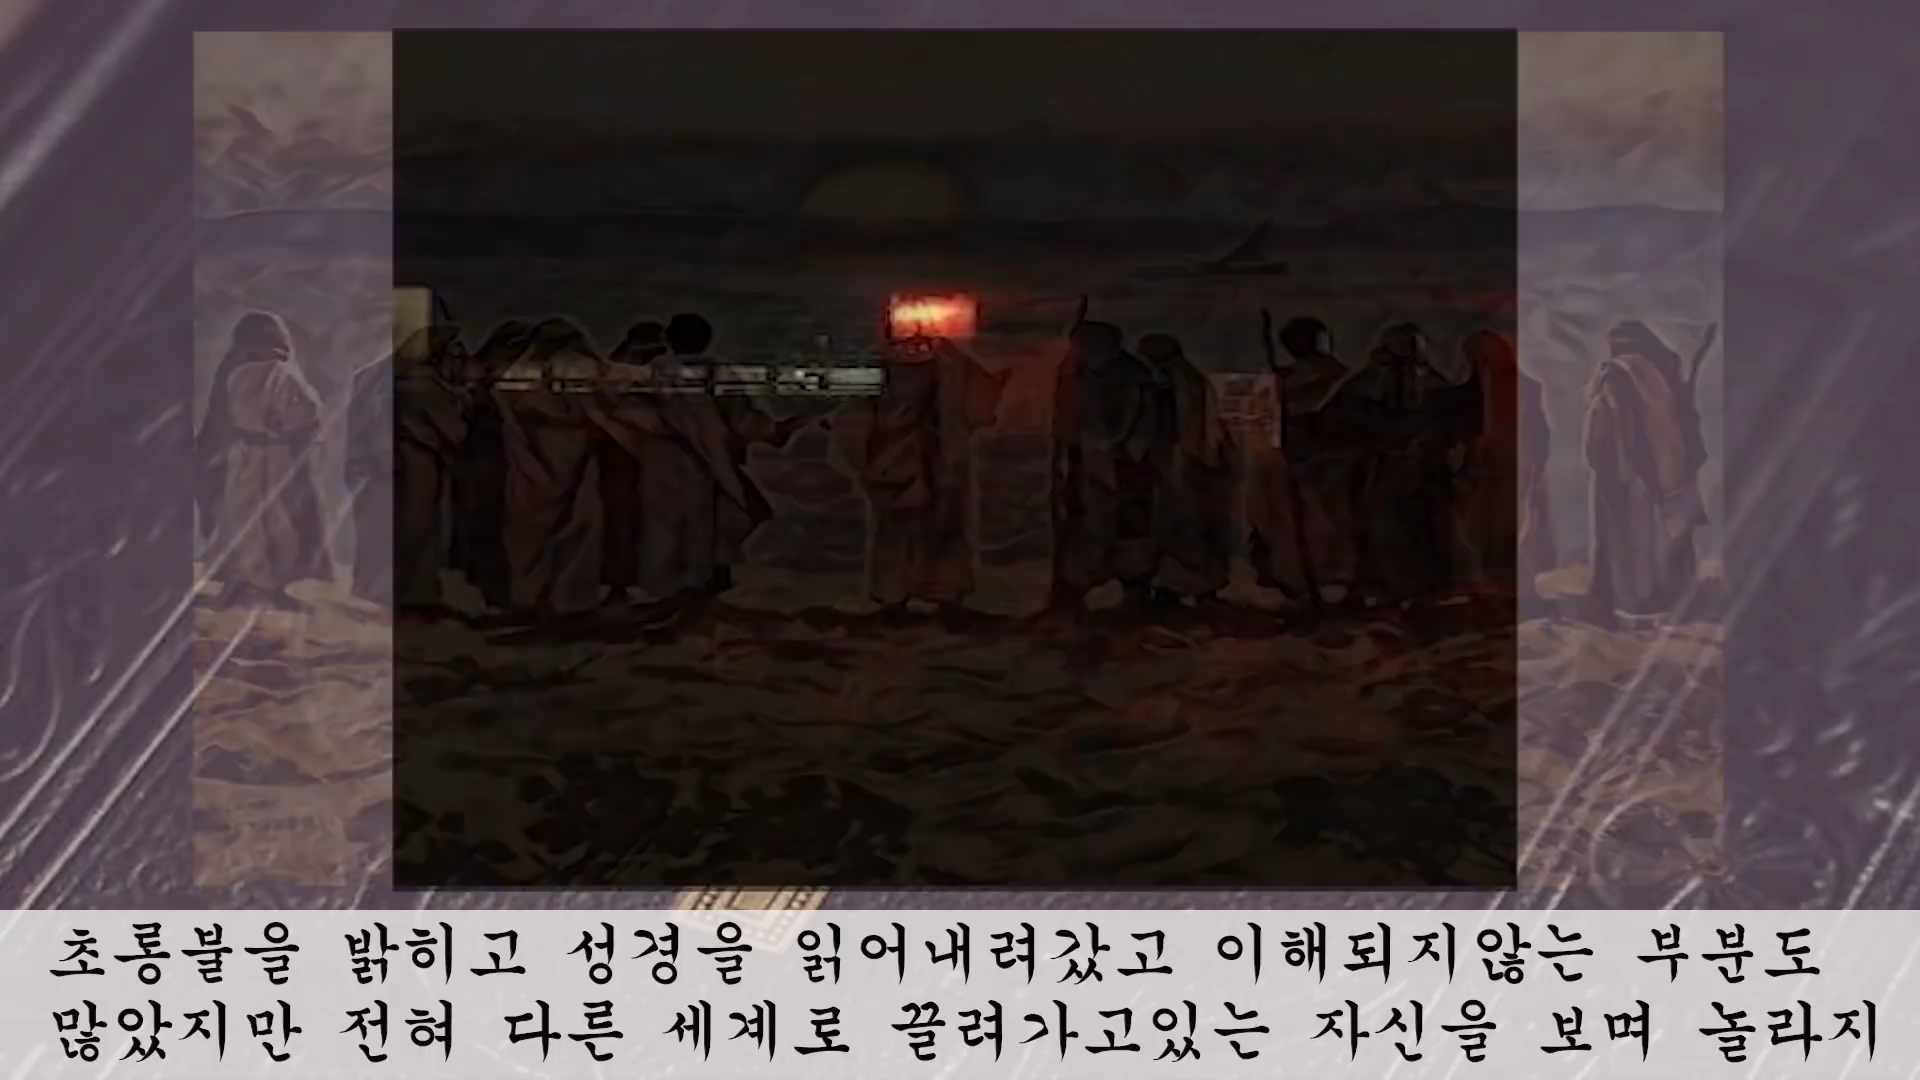 초롱불을 밝히고 성경을 읽어내려갔고 이해되지않는 부분도
많았지만 전혀 다른 세계로 끌려가고있는 자신을 보며 놀라지